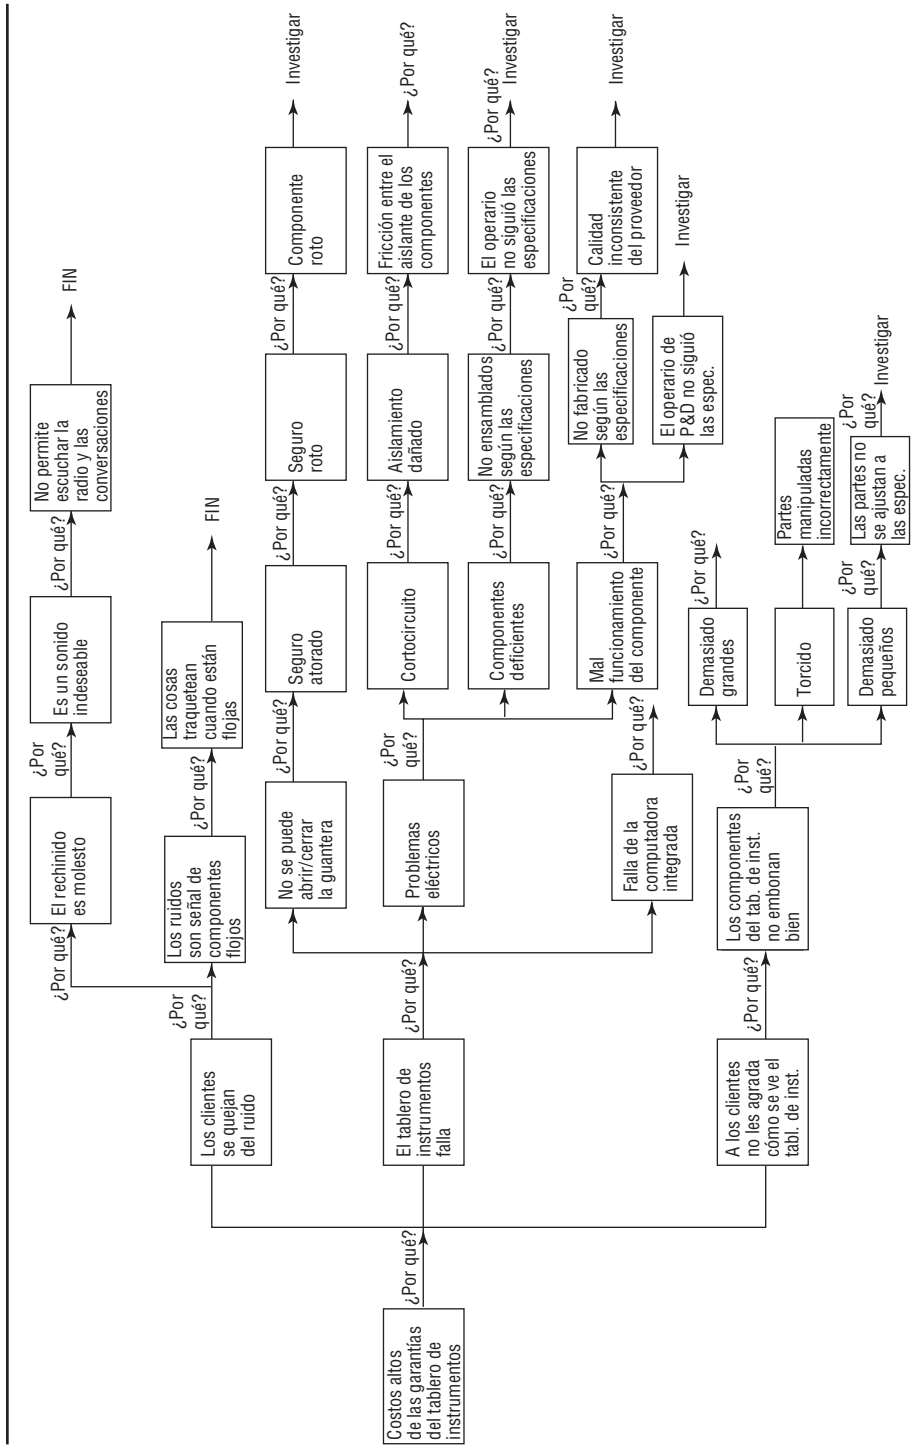 Costos altos
de las garantías
del tablero de
instrumentos
¿Por qué?
Los clientes
se quejan
del ruido
¿Por
qué?
¿Por qué?
El rechinido
es molesto
¿Por
qué?
Es un sonido
indeseable
¿Por qué?
No permite
escuchar la
radio y las
conversaciones
FIN
Los ruidos
son señal de
componentes
flojos
¿Por qué?
Las cosas
traquetean
cuando están
flojas
FIN
El tablero de
instrumentos
falla
¿Por qué?
No se puede
abrir/cerrar
la guantera
¿Por qué?
Seguro
atorado
¿Por qué?
Seguro
roto
¿Por qué?
Componente
roto
Investigar
Problemas
eléctricos
¿Por
qué?
Cortocircuito
¿Por qué?
Aislamiento
dañado
¿Por qué?
Fricción entre el
aislante de los
componentes
¿Por qué?
Componentes
deficientes
¿Por qué?
No ensamblados
según las
especificaciones
¿Por qué?
El operario
no siguió las
especificaciones
¿Por qué?
Investigar
Mal
funcionamiento
del componente
¿Por qué?
No fabricado
según las
especificaciones
¿Por
qué?
Calidad
inconsistente
del proveedor
Investigar
El operario de
P&D no siguió
las espec.
Investigar
Falla de la
computadora
integrada
¿Por qué?
A los clientes
no les agrada
cómo se ve el
tabl. de inst.
¿Por qué?
Los componentes
del tab. de inst.
no embonan
bien
¿Por
qué?
Demasiado
grandes
¿Por qué?
Torcido
Partes
manipuladas
incorrectamente
Demasiado
pequeños
¿Por
qué?
Las partes no
se ajustan a
las espec.
¿Por
qué?
Investigar